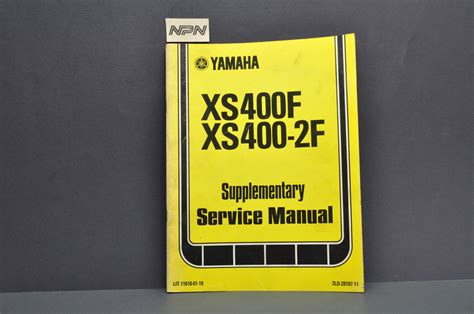 NPN
YAMAHA
XS400F
XS400-2F
Supplementary
Service Manual
LIT-11616-01-19
2L0-28197-11